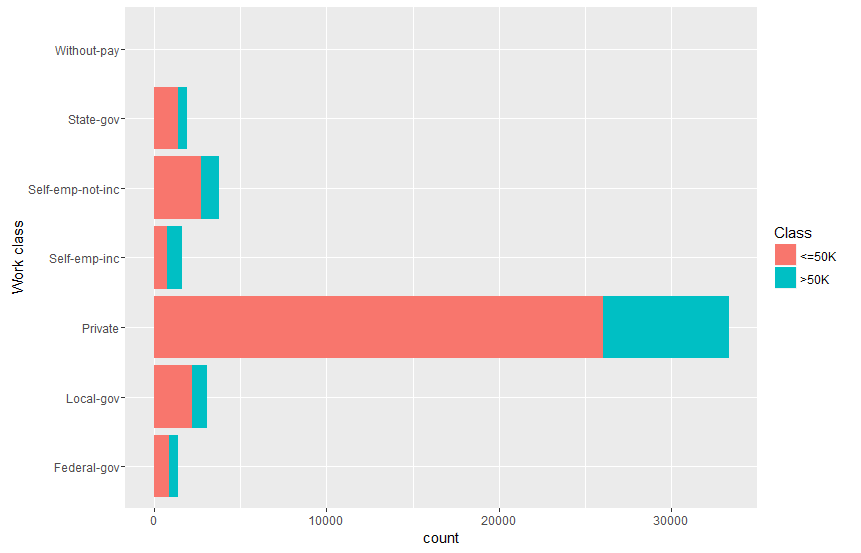 Without-pay
State-gov
Self-emp-not-inc
Self-emp-inc
Private
Local-gov
Federal-gov
Work class
0 10000 20000 30000
count
Class
<=50K
>50K